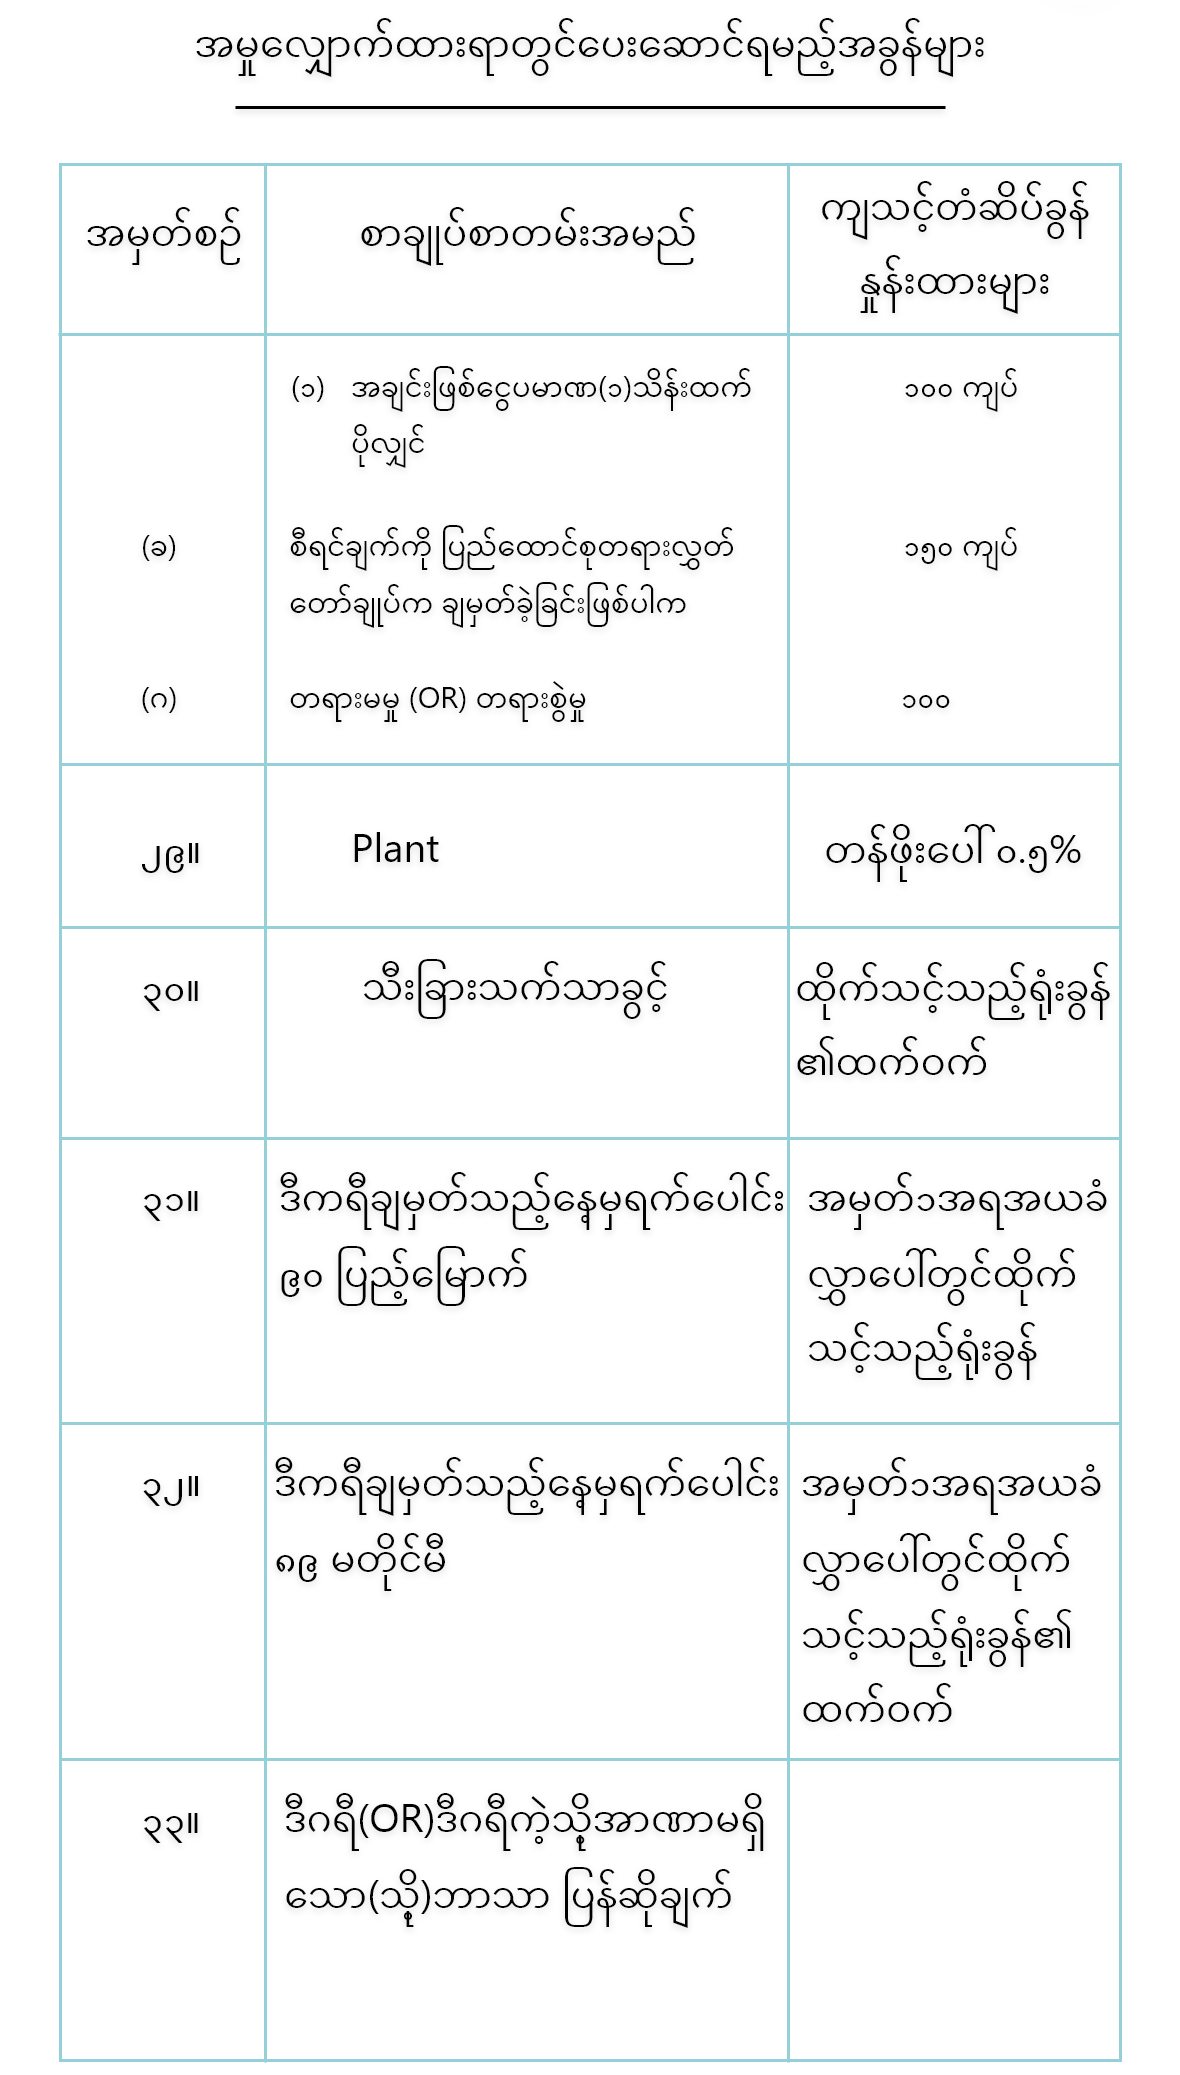 အမှုလျှောက်ထားရာတွင်ပေးဆောင်ရမည့်အခွန်များ
အမှတ်စဉ်
စာချုပ်စာတမ်းအမည်
ကျသင့်တံဆိပ်ခွန်
နှုန်းထားများ
(၁) အချင်းဖြစ်ငွေပမာဏ(၁)သိန်းထက်
ပိုလျှင်
၁၀၀ ကျပ်
(ခ)
စီရင်ချက်ကို ပြည်ထောင်စုတရားလွှတ်
တော်ချုပ်က ချမှတ်ခဲ့ခြင်းဖြစ်ပါက
၁၅၀ ကျပ်
(ဂ)
တရားမမှု (OR) တရားစွဲမှု
၁၀၀
၂၉။
Plant
တန်ဖိုးပေါ် ၀.၅%
၃၀။
သီးခြားသက်သာခွင့်
ထိုက်သင့်သည့်ရုံးခွန်
၏ထက်ဝက်
၃၁။
ဒီကရီချမှတ်သည့်နေ့မှရက်ပေါင်း
၉၀ ပြည့်မြောက်
အမှတ်၁အရအယခံ
လွှာပေါ်တွင်ထိုက်
သင့်သည့်ရုံးခွန်
၃၂။
ဒီကရီချမှတ်သည့်နေ့မှရက်ပေါင်း
၈၉ မတိုင်မီ
အမှတ်၁အရအယခံ
လွှာပေါ်တွင်ထိုက်
သင့်သည့်ရုံးခွန်၏
ထက်ဝက်
၃၃။
ဒီဂရီ(OR)ဒီဂရီကဲ့သို့အာဏာမရှိ
သော(သို့)ဘာသာ ပြန်ဆိုချက်